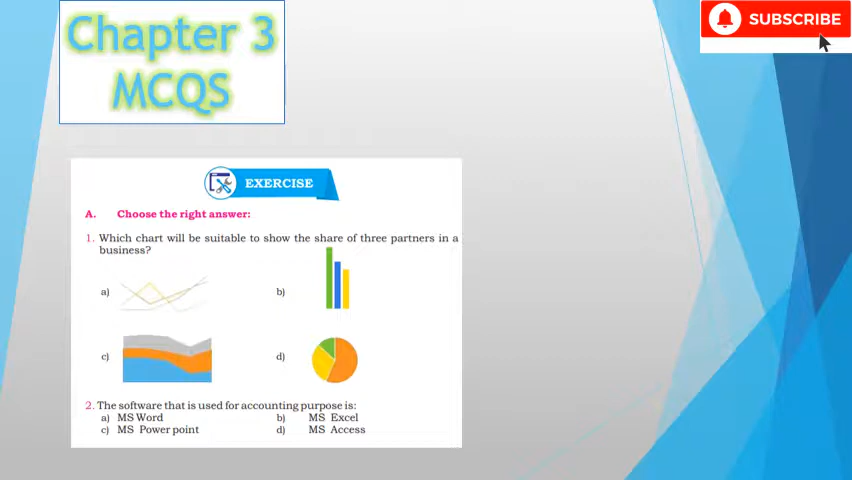 Chapter 3
MCQS
SUBSCRIBE
EXERCISE
A. Choose the right answer:
1. Which chart will be suitable to show the share of three partners in a
business?
a) b)
c) d)
2. The software that is used for accounting purpose is:
a) MS Word b) MS Excel
c) MS Power point d) MS Access